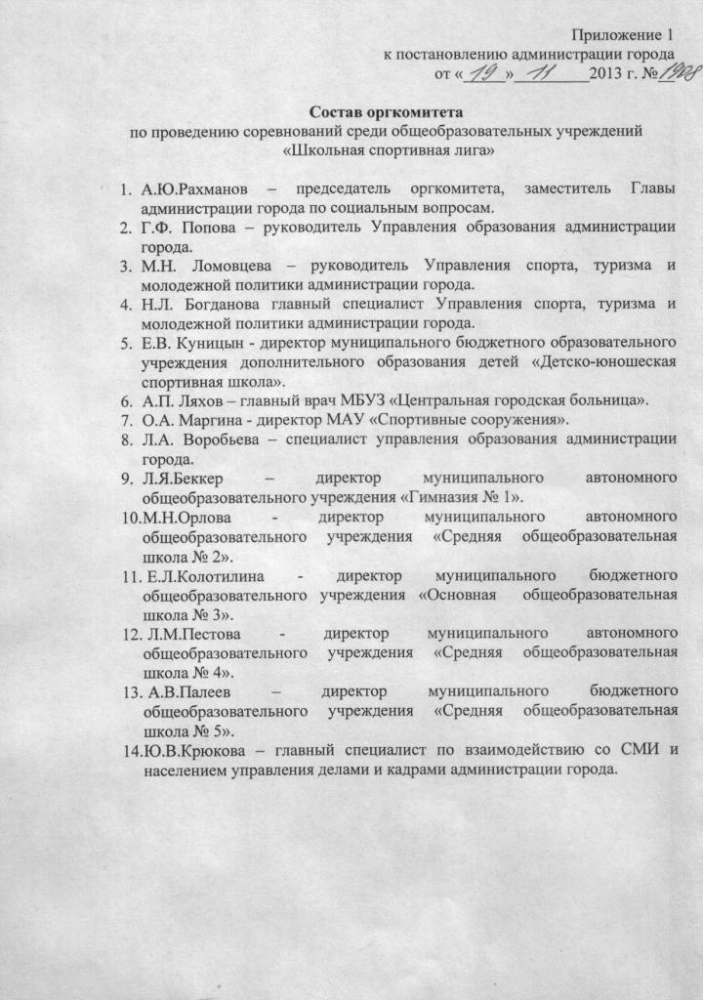 Приложение 1
к постановлению администрации города
от «19» 11 2013 г. №1908
Состав оргкомитета
по проведению соревнований среди общеобразовательных учреждений
«Школьная спортивная лига»
1. А.Ю.Рахманов – председатель оргкомитета, заместитель Главы
администрации города по социальным вопросам.
2. Г.Ф. Попова – руководитель Управления образования администрации
города.
3. М.Н. Ломовцева – руководитель Управления спорта, туризма и
молодежной политики администрации города.
4. Н.Л. Богданова главный специалист Управления спорта, туризма и
молодежной политики администрации города.
5. Е.В. Куницын - директор муниципального бюджетного образовательного
учреждения дополнительного образования детей «Детско-юношеская
спортивная школа».
6. А.П. Ляхов – главный врач МБУЗ «Центральная городская больница».
7. О.А. Маргина - директор МАУ «Спортивные сооружения».
8. Л.А. Воробьева – специалист управления образования администрации
города.
9. Л.Я.Беккер – директор муниципального автономного
общеобразовательного учреждения «Гимназия № 1».
10.М.Н.Орлова - директор муниципального автономного
общеобразовательного учреждения «Средняя общеобразовательная
школа № 2».
11. Е.Л.Колотилина - директор муниципального бюджетного
общеобразовательного учреждения «Основная общеобразовательная
школа № 3».
12. Л.М.Пестова - директор муниципального автономного
общеобразовательного учреждения «Средняя общеобразовательная
школа № 4».
13. А.В.Палеев – директор муниципального бюджетного
общеобразовательного учреждения «Средняя общеобразовательная
школа № 5».
14.Ю.В.Крюкова – главный специалист по взаимодействию со СМИ и
населением управления делами и кадрами администрации города.